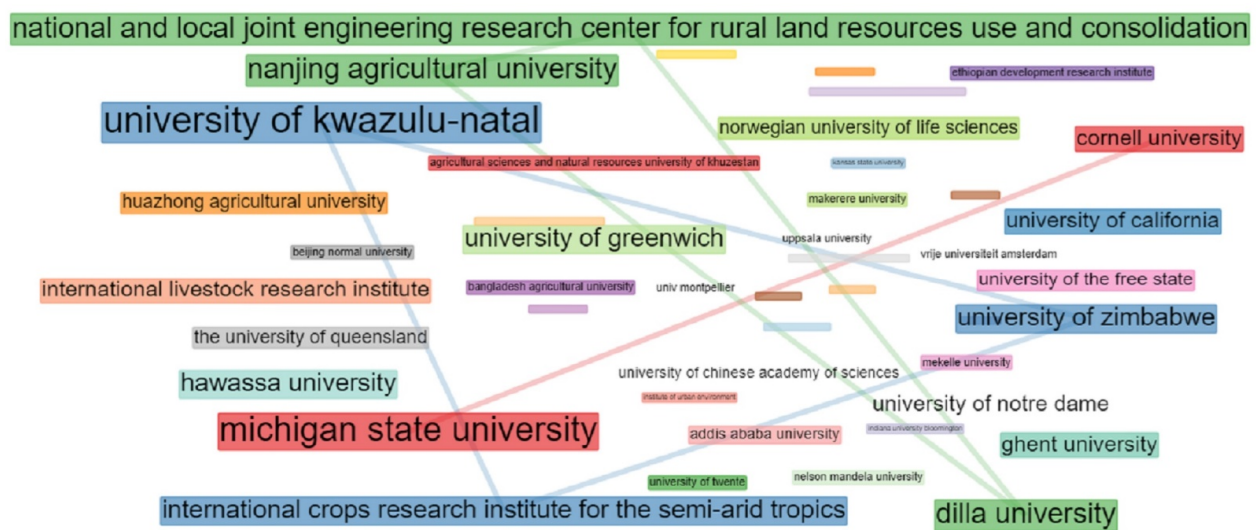 national and local joint engineering research center for rural land resources use and consolidation
nanjing agricultural university
ethiopian development research institute
university of kwazulu-natal
norwegian university of life sciences
cornell university
agricultural sciences and natural resources university of khuzestan
kansas state university
huazhong agricultural university
makerere university
university of california
university of greenwich
uppsala university
beijing normal university
vrije universiteit amsterdam
university of the free state
international livestock research institute
bangladesh agricultural university
univ montpellier
university of zimbabwe
the university of queensland
mekelle university
university of chinese academy of sciences
hawassa university
institute of urban environment
university of notre dame
michigan state university
addis ababa university
indiana university bloomington
ghent university
university of twente
nelson mandela university
international crops research institute for the semi-arid tropics
dilla university